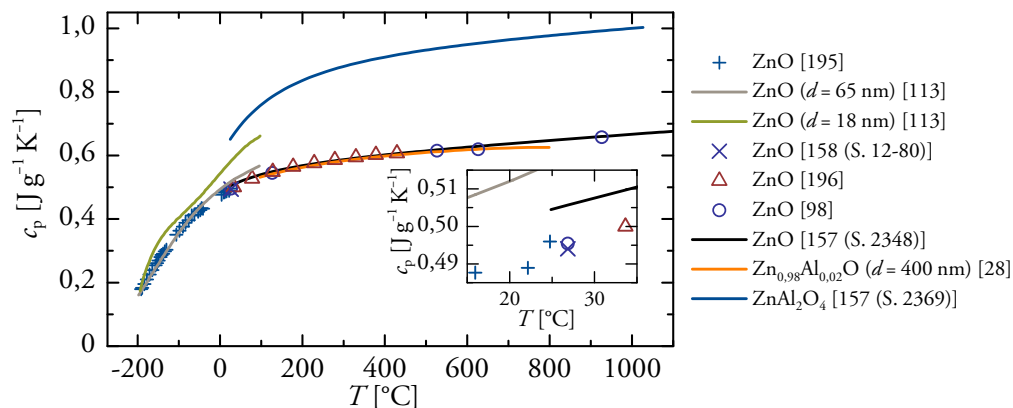 1,0
0,8
0,6
0,4
0,2
0
c_p [J g⁻¹ K⁻¹]
-200 0 200 400 600 800 1000
T [°C]
0,51
0,50
0,49
c_p [J g⁻¹ K⁻¹]
20 30
T [°C]
ZnO [195]
ZnO (d = 65 nm) [113]
ZnO (d = 18 nm) [113]
ZnO [158 (S. 12-80)]
ZnO [196]
ZnO [98]
ZnO [157 (S. 2348)]
Zn₀,₉₈Al₀,₀₂O (d = 400 nm) [28]
ZnAl₂O₄ [157 (S. 2369)]